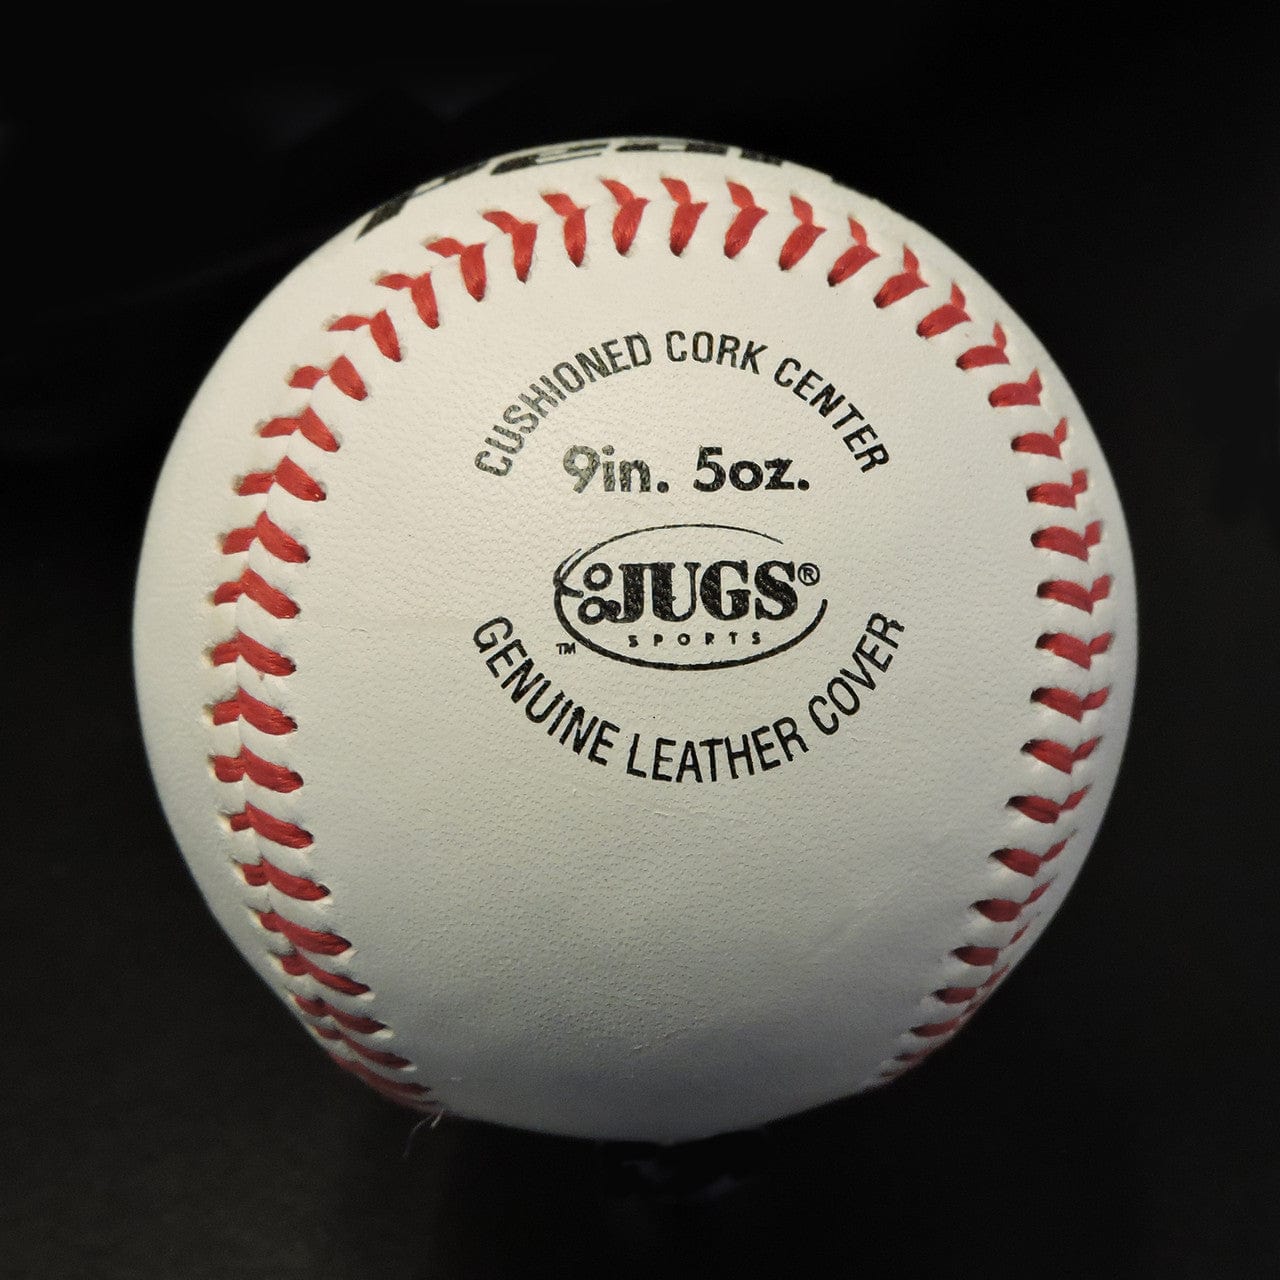 CUSHIONED CORK CENTER
9in. 5oz.
JUGS®
SPORTS
TM
GENUINE LEATHER COVER